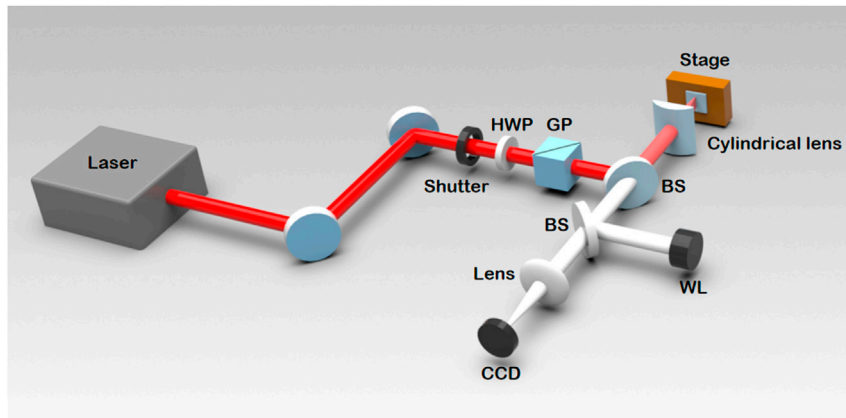 Stage
HWP
GP
Laser
Cylindrical lens
Shutter
BS
BS
Lens
WL
CCD